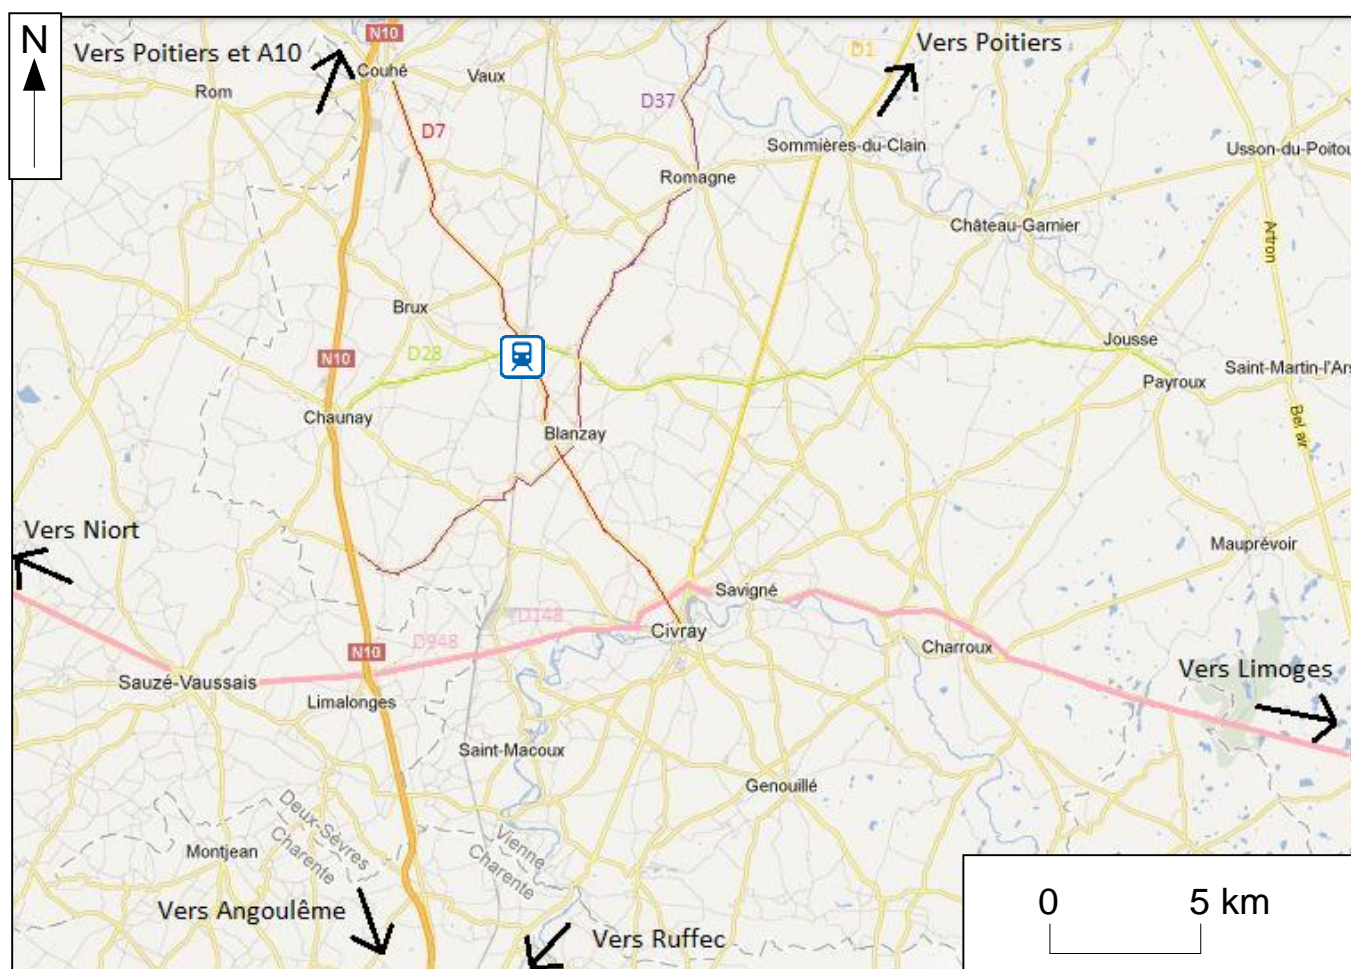 N
N10
Vers Poitiers et A10
Couhé
Vaux
Rom
D1
Vers Poitiers
D37
D7
Sommières-du-Clain
Usson-du-Poitou
Romagne
Château-Garnier
Artron
Brux
D28
N10
Jousse
Saint-Martin-l'Ars
Payroux
Chaunay
Blanzay
Bel air
Vers Niort
Mauprévoir
Savigné
D148
Civray
D948
N10
Charroux
Vers Limoges
Sauzé-Vaussais
Limalonges
Saint-Macoux
Genouillé
Deux-Sèvres
Charente
Vienne
Charente
Montjean
Vers Angoulême
Vers Ruffec
0 5 km